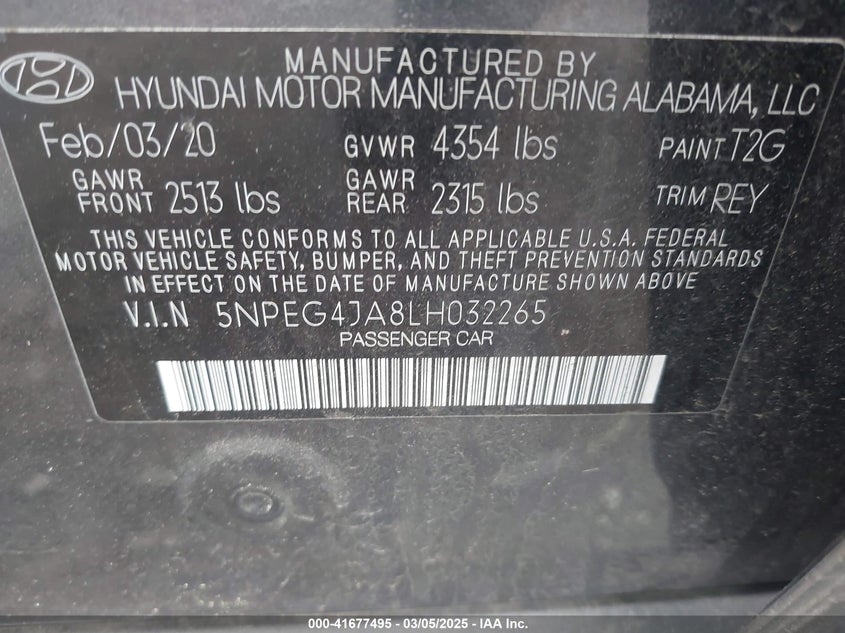 MANUFACTURED BY
HYUNDAI MOTOR MANUFACTURING ALABAMA, LLC
Feb/03/20 GVWR 4354 lbs PAINT T2G
GAWR FRONT 2513 lbs GAWR REAR 2315 lbs TRIM REY
THIS VEHICLE CONFORMS TO ALL APPLICABLE U.S.A. FEDERAL
MOTOR VEHICLE SAFETY, BUMPER, AND THEFT PREVENTION STANDARDS
IN EFFECT ON THE DATE OF MANUFACTURE SHOWN ABOVE
V.I.N 5NPEG4JA8LH032265
PASSENGER CAR
000-41677495 - 03/05/2025 - IAA Inc.